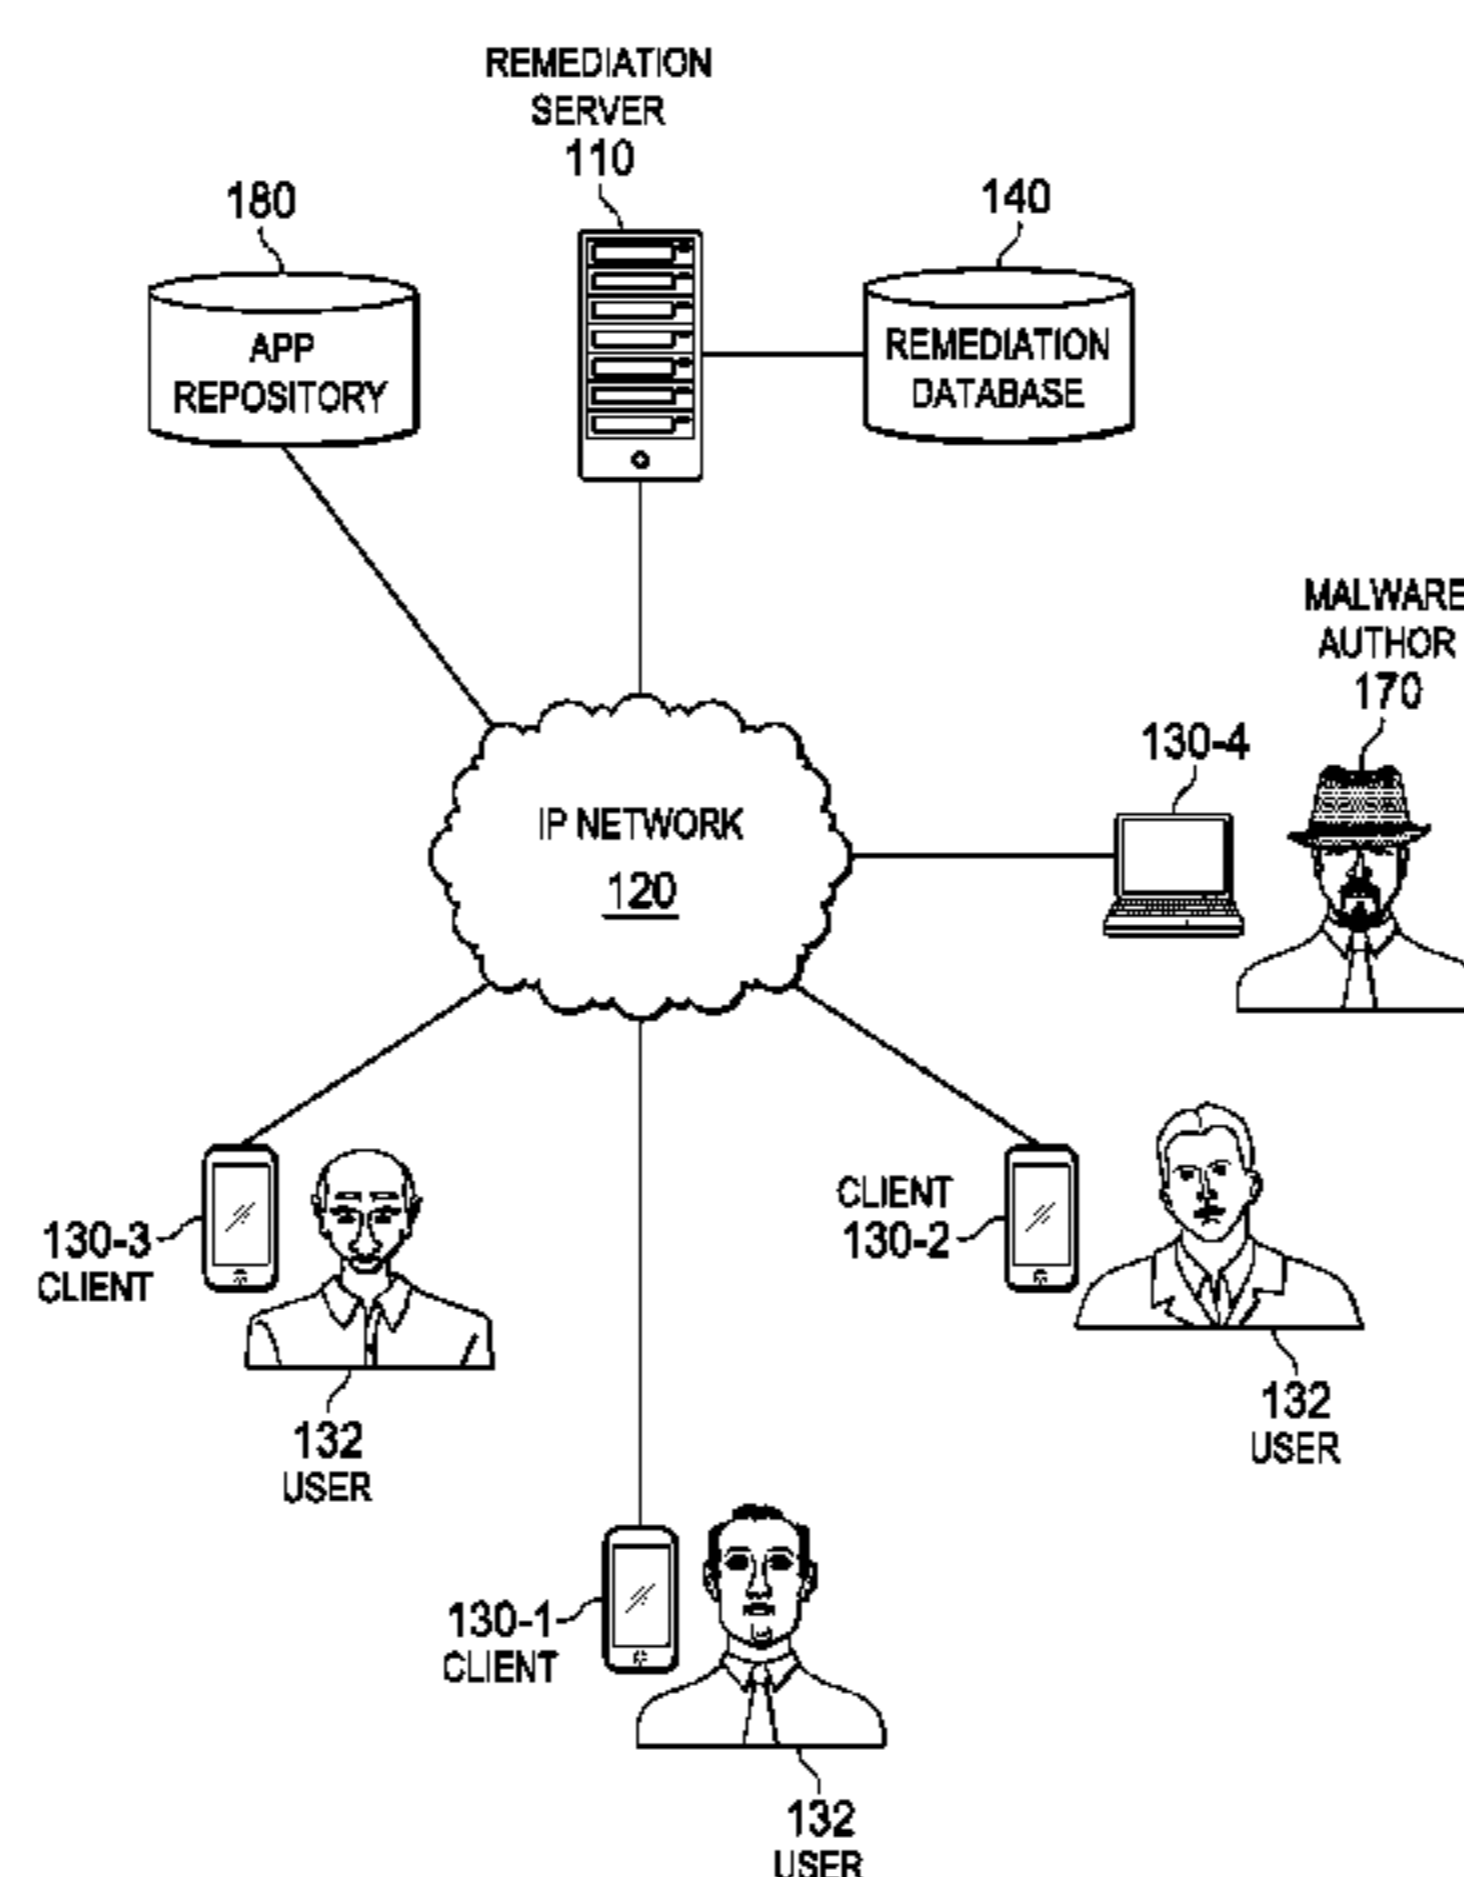 REMEDIATION
SERVER
110
180
140
APP
REPOSITORY
REMEDIATION
DATABASE
MALWARE
AUTHOR
170
130-4
IP NETWORK
120
CLIENT
130-2
130-3
CLIENT
132
USER
132
USER
130-1
CLIENT
132
USER